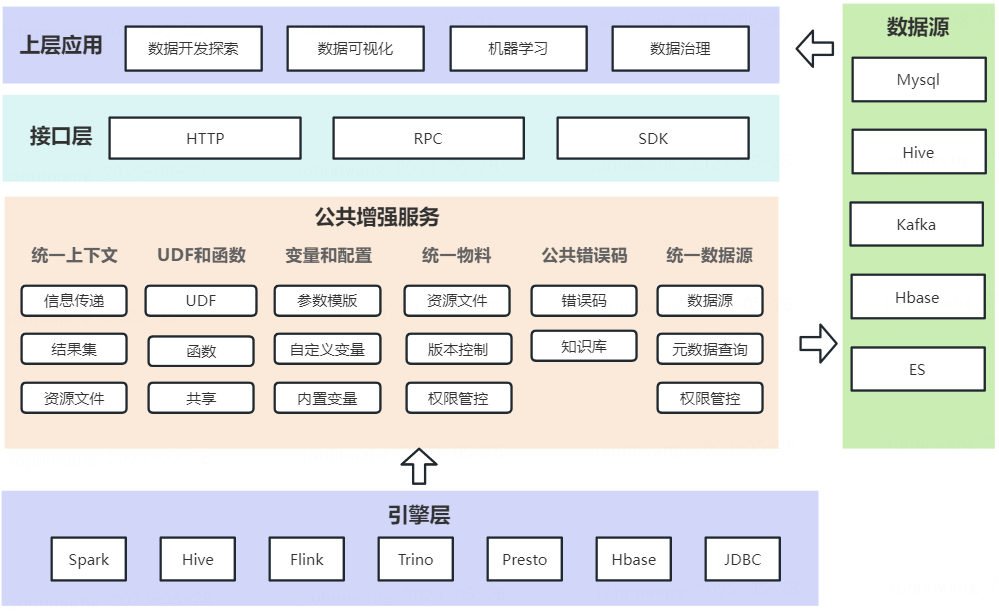 上层应用
数据开发探索
数据可视化
机器学习
数据治理
接口层
HTTP
RPC
SDK
公共增强服务
统一上下文
UDF和函数
变量和配置
统一物料
公共错误码
统一数据源
信息传递
UDF
参数模版
资源文件
错误码
数据源
结果集
函数
自定义变量
版本控制
知识库
元数据查询
资源文件
共享
内置变量
权限管控
权限管控
数据源
Mysql
Hive
Kafka
Hbase
ES
引擎层
Spark
Hive
Flink
Trino
Presto
Hbase
JDBC